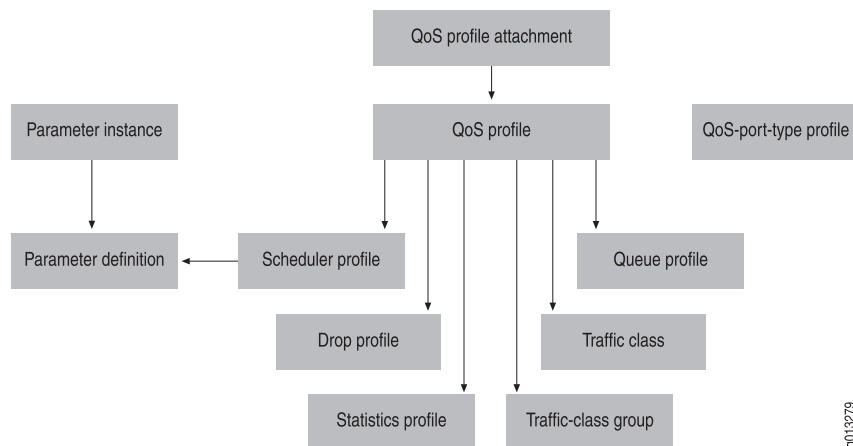 QoS profile attachment
Parameter instance
QoS profile
QoS-port-type profile
Parameter definition
Scheduler profile
Queue profile
Drop profile
Traffic class
Statistics profile
Traffic-class group